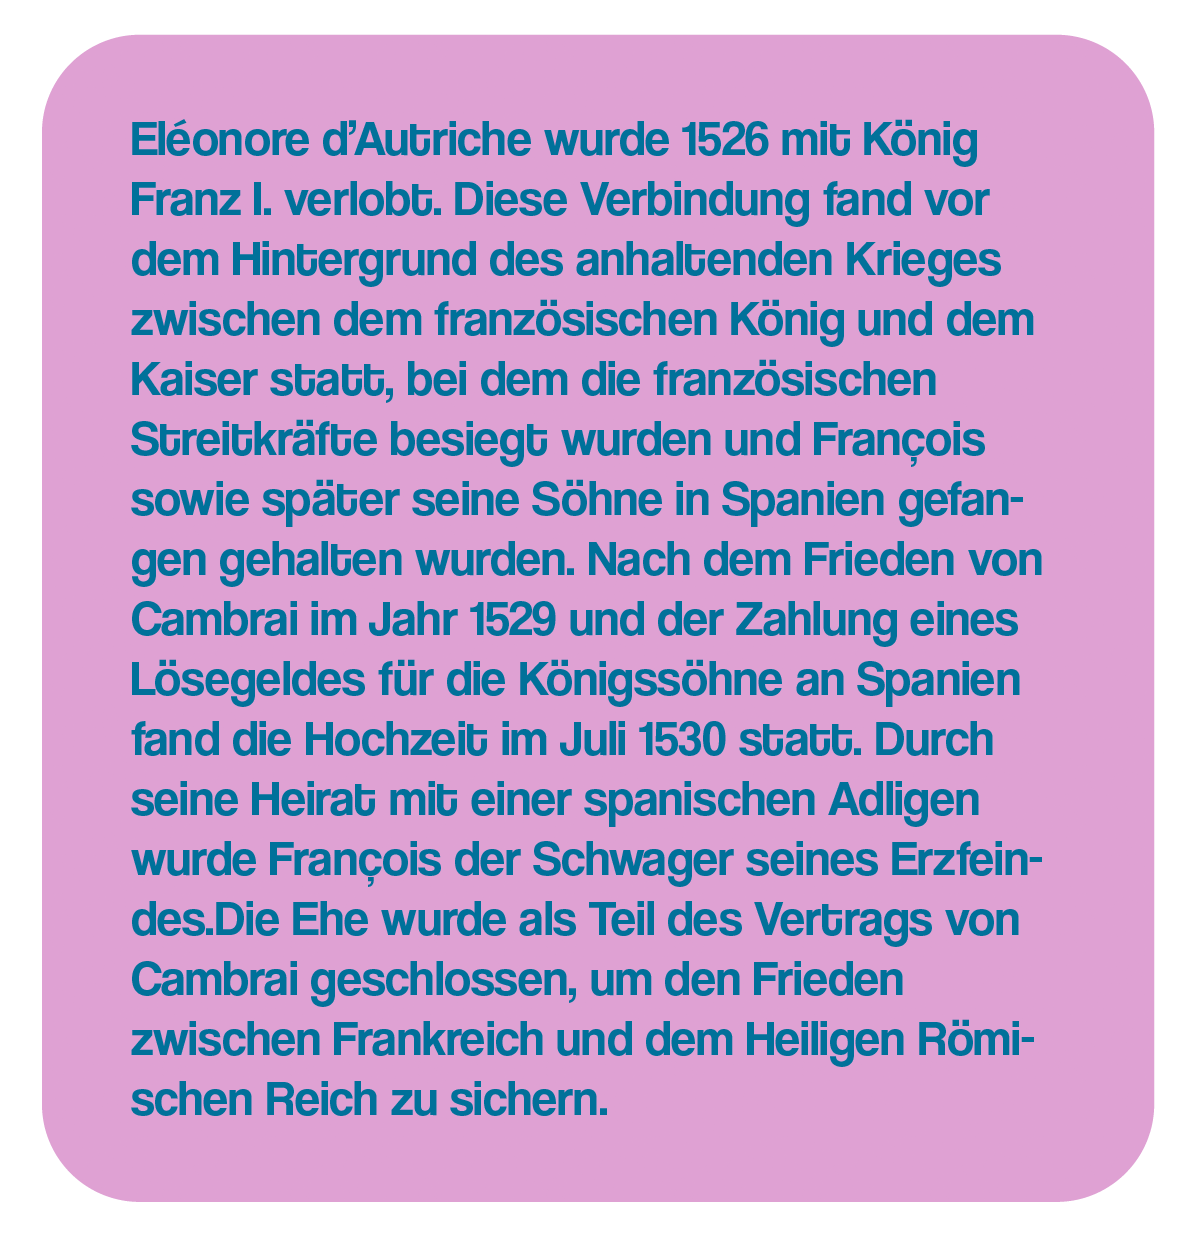 Eléonore d’Autriche wurde 1526 mit König
Franz I. verlobt. Diese Verbindung fand vor
dem Hintergrund des anhaltenden Krieges
zwischen dem französischen König und dem
Kaiser statt, bei dem die französischen
Streitkräfte besiegt wurden und François
sowie später seine Söhne in Spanien gefan-
gen gehalten wurden. Nach dem Frieden von
Cambrai im Jahr 1529 und der Zahlung eines
Lösegeldes für die Königssöhne an Spanien
fand die Hochzeit im Juli 1530 statt. Durch
seine Heirat mit einer spanischen Adligen
wurde François der Schwager seines Erzfein-
des.Die Ehe wurde als Teil des Vertrags von
Cambrai geschlossen, um den Frieden
zwischen Frankreich und dem Heiligen Römi-
schen Reich zu sichern.